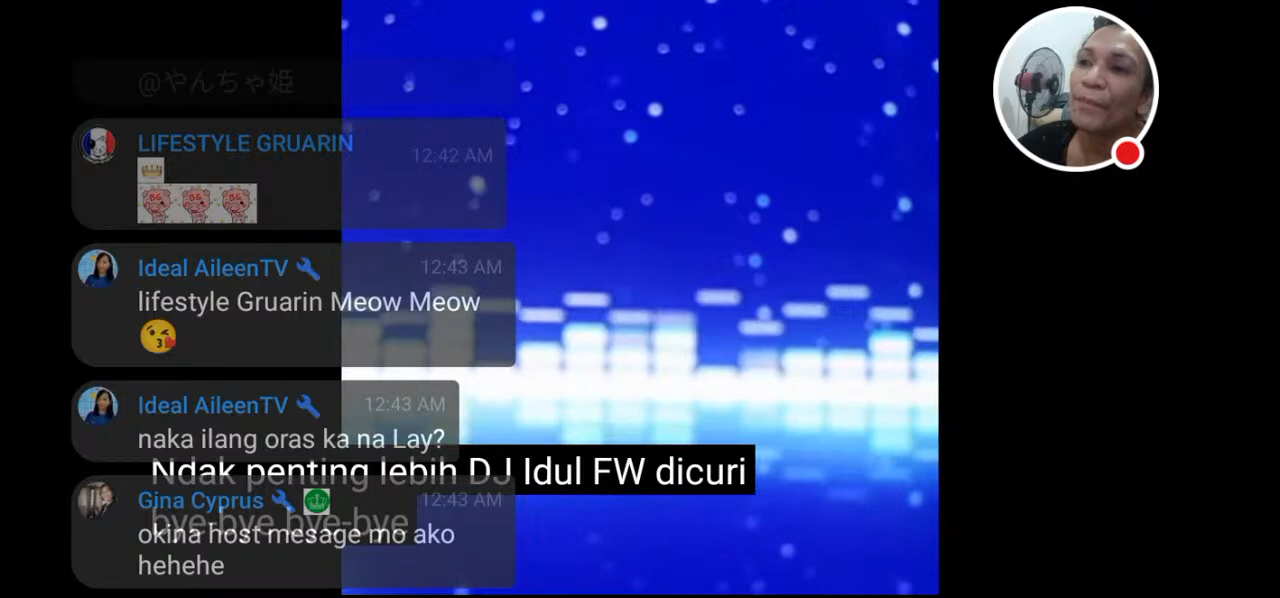 @やんちゃ姫
LIFESTYLE GRUARIN
12:42 AM
Ideal AileenTV
12:43 AM
lifestyle Gruarin Meow Meow
Ideal AileenTV
12:43 AM
naka ilang oras ka na Lay?
Ndak penting lebih DJ Idul FW dicuri
Gina Cyprus
12:43 AM
bye-bye bye-bye
okina host mesage mo ako
hehehe